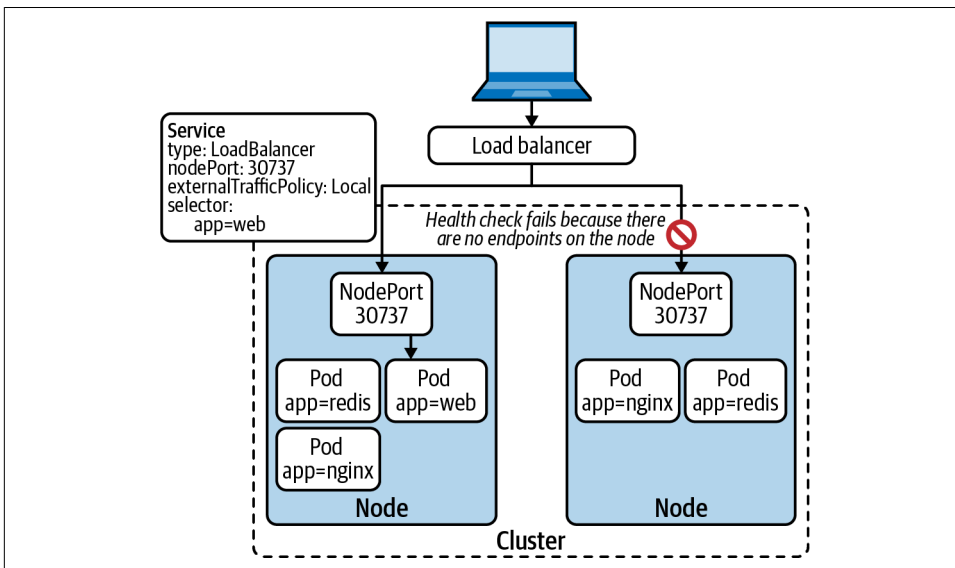 Load balancer
Service
type: LoadBalancer
nodePort: 30737
externalTrafficPolicy: Local
selector:
app=web
Health check fails because there
are no endpoints on the node
NodePort
30737
Pod
app=redis
Pod
app=web
Pod
app=nginx
Node
NodePort
30737
Pod
app=nginx
Pod
app=redis
Node
Cluster